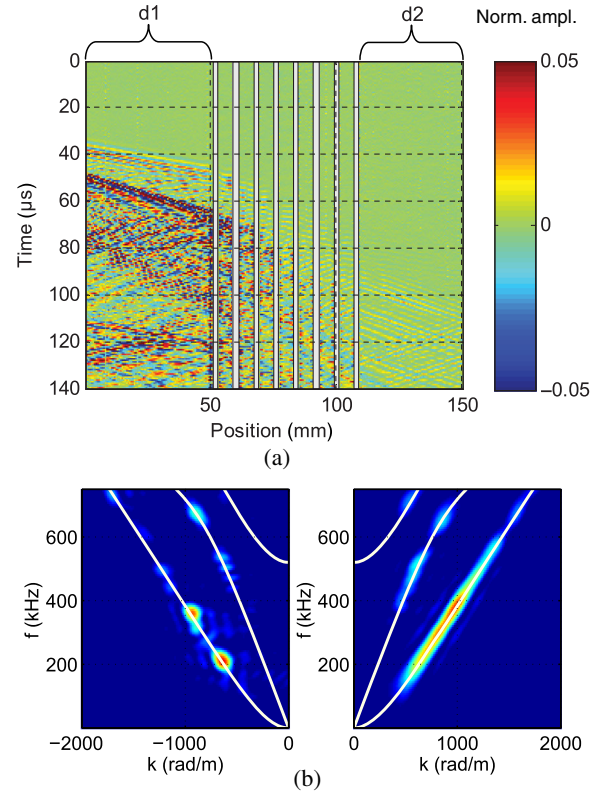 d1
d2
Norm. ampl.
0
20
40
60
80
100
120
140
Time (μs)
50
100
150
Position (mm)
0.05
0
−0.05
(a)
600
400
200
f (kHz)
−2000
−1000
0
k (rad/m)
600
400
200
f (kHz)
0
1000
2000
k (rad/m)
(b)